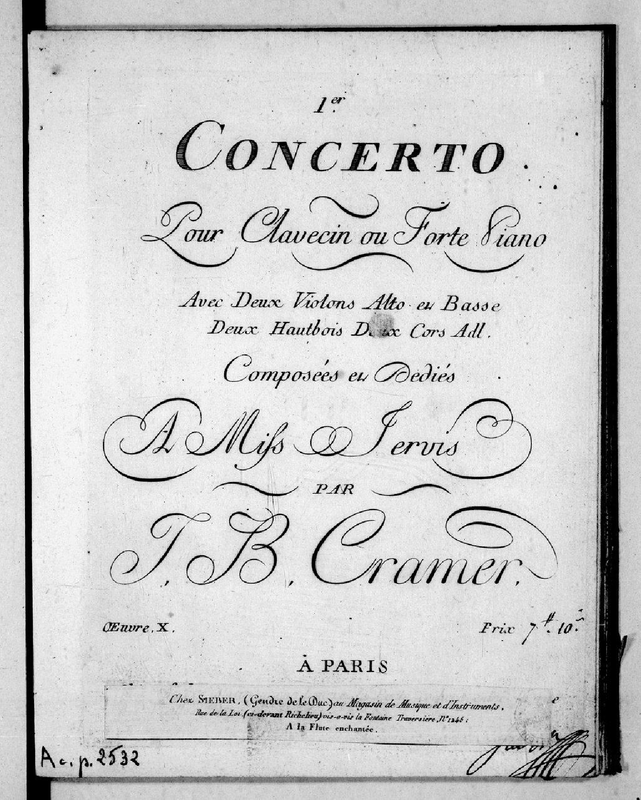 1.er
CONCERTO
Pour Clavecin ou Forte Piano
Avec Deux Violons Alto et Basse
Deux Hautbois Deux Cors Adl.
Composées et Dediés
A Miſs Jervis
PAR
J. B. Cramer.
Œuvre. X. Prix 7# 10s
À PARIS
Chez SIEBER, (Gendre de le Duc) au Magasin de Musique et d'Instruments,
Rue de la Loi (ci-devant Richelieu) vis-a-vis la Fontaine Traversiere, N° 1245:
A la Flute enchantée.
Ac.p.2532